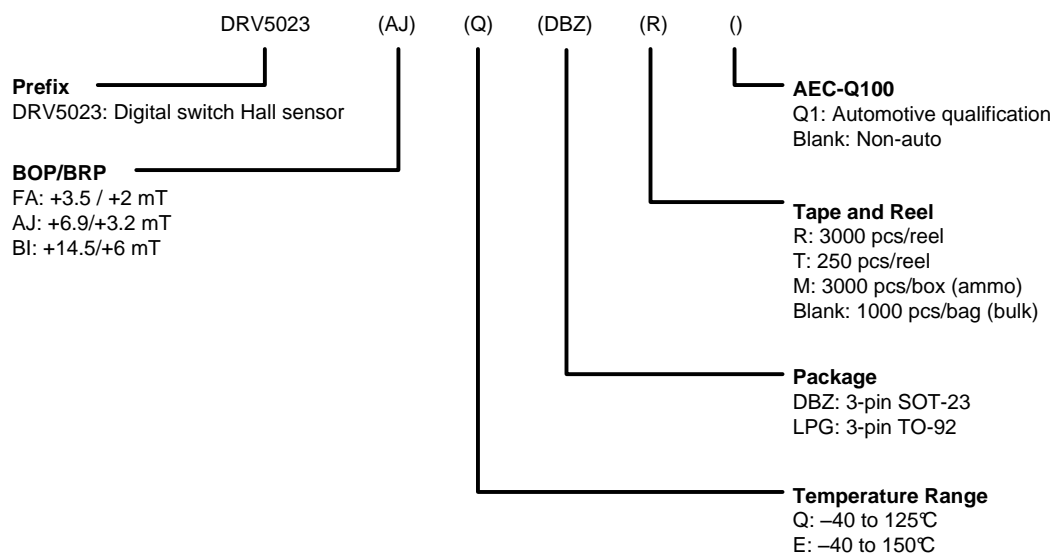 DRV5023 (AJ) (Q) (DBZ) (R) ()
Prefix
DRV5023: Digital switch Hall sensor
BOP/BRP
FA: +3.5 / +2 mT
AJ: +6.9/+3.2 mT
BI: +14.5/+6 mT
AEC-Q100
Q1: Automotive qualification
Blank: Non-auto
Tape and Reel
R: 3000 pcs/reel
T: 250 pcs/reel
M: 3000 pcs/box (ammo)
Blank: 1000 pcs/bag (bulk)
Package
DBZ: 3-pin SOT-23
LPG: 3-pin TO-92
Temperature Range
Q: –40 to 125℃
E: –40 to 150℃